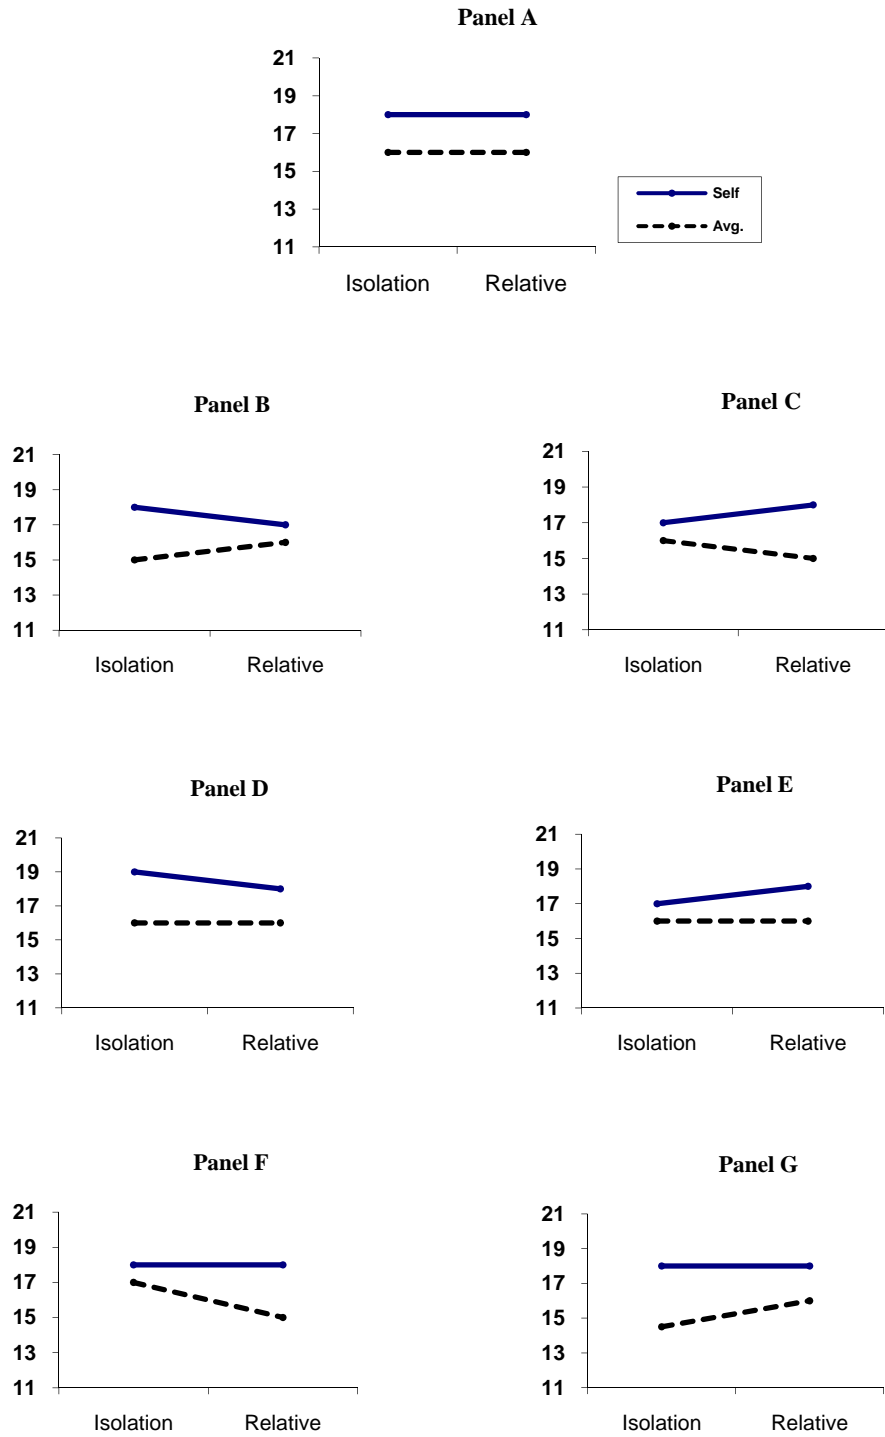 Panel A
21
19
17
15
13
11
Isolation Relative
Self
Avg.
Panel B
21
19
17
15
13
11
Isolation Relative
Panel C
21
19
17
15
13
11
Isolation Relative
Panel D
21
19
17
15
13
11
Isolation Relative
Panel E
21
19
17
15
13
11
Isolation Relative
Panel F
21
19
17
15
13
11
Isolation Relative
Panel G
21
19
17
15
13
11
Isolation Relative